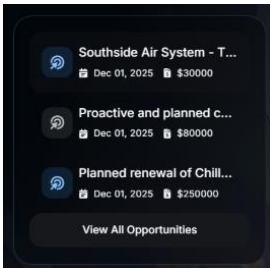 Southside Air System - T...
Dec 01, 2025 $30000
Proactive and planned c...
Dec 01, 2025 $80000
Planned renewal of Chill...
Dec 01, 2025 $250000
View All Opportunities